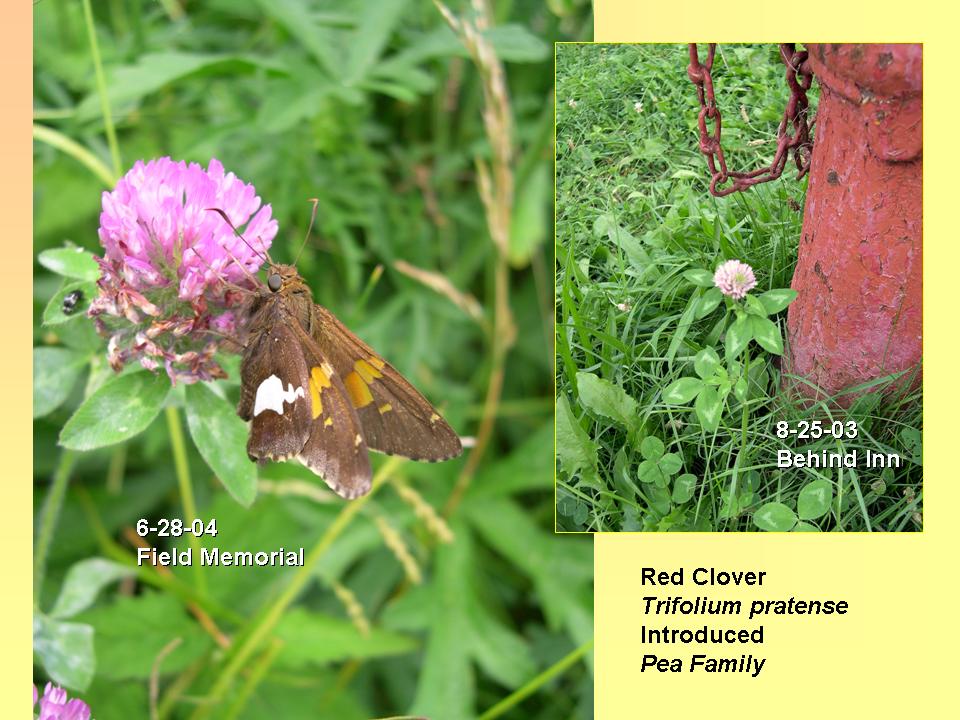 6-28-04
Field Memorial
8-25-03
Behind Inn
Red Clover
Trifolium pratense
Introduced
Pea Family